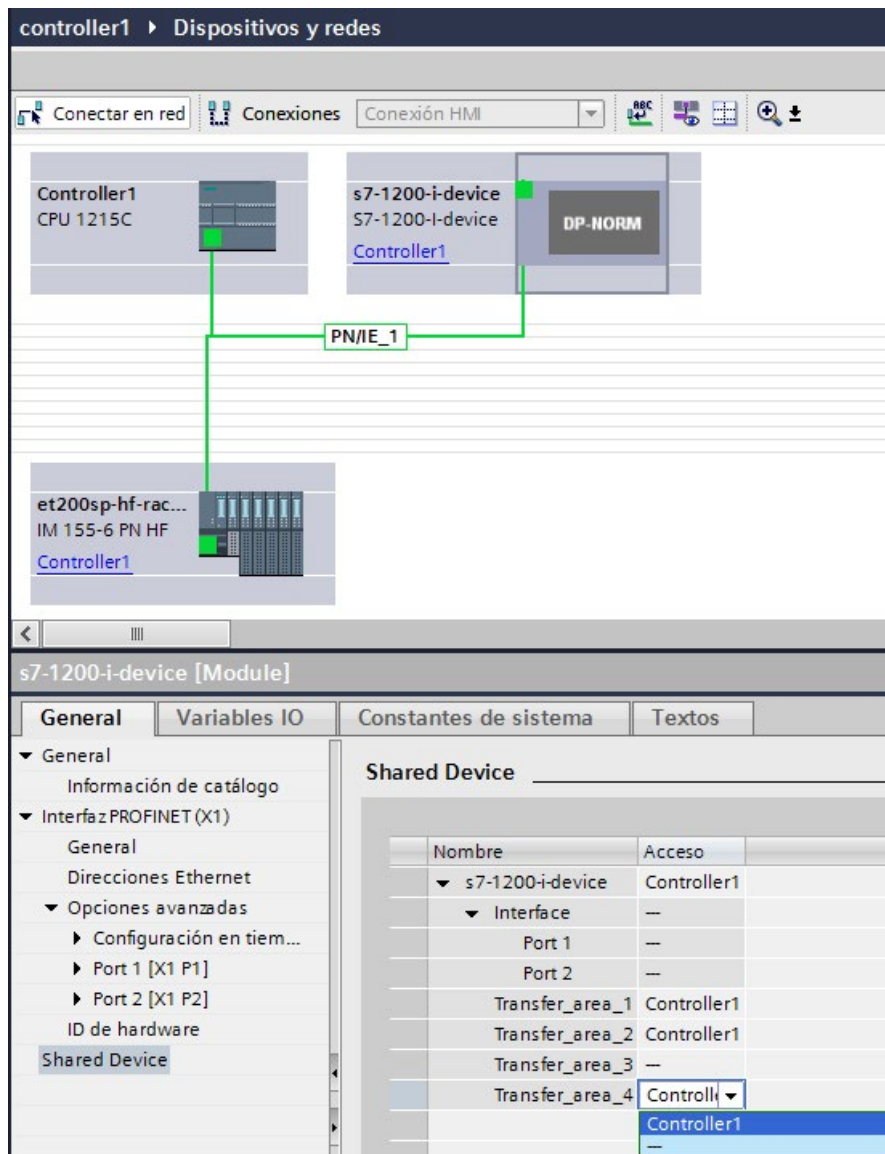 controller1 ▸ Dispositivos y redes
Conectar en red Conexiones Conexión HMI
Controller1
CPU 1215C
s7-1200-i-device
S7-1200-I-device
Controller1
DP-NORM
PN/IE_1
et200sp-hf-rac...
IM 155-6 PN HF
Controller1
s7-1200-i-device [Module]
General Variables IO Constantes de sistema Textos
General
Información de catálogo
Interfaz PROFINET (X1)
General
Direcciones Ethernet
Opciones avanzadas
Configuración en tiem...
Port 1 [X1 P1]
Port 2 [X1 P2]
ID de hardware
Shared Device
Shared Device
Nombre Acceso
s7-1200-i-device Controller1
Interface —
Port 1 —
Port 2 —
Transfer_area_1 Controller1
Transfer_area_2 Controller1
Transfer_area_3 —
Transfer_area_4 Controll
Controller1
—